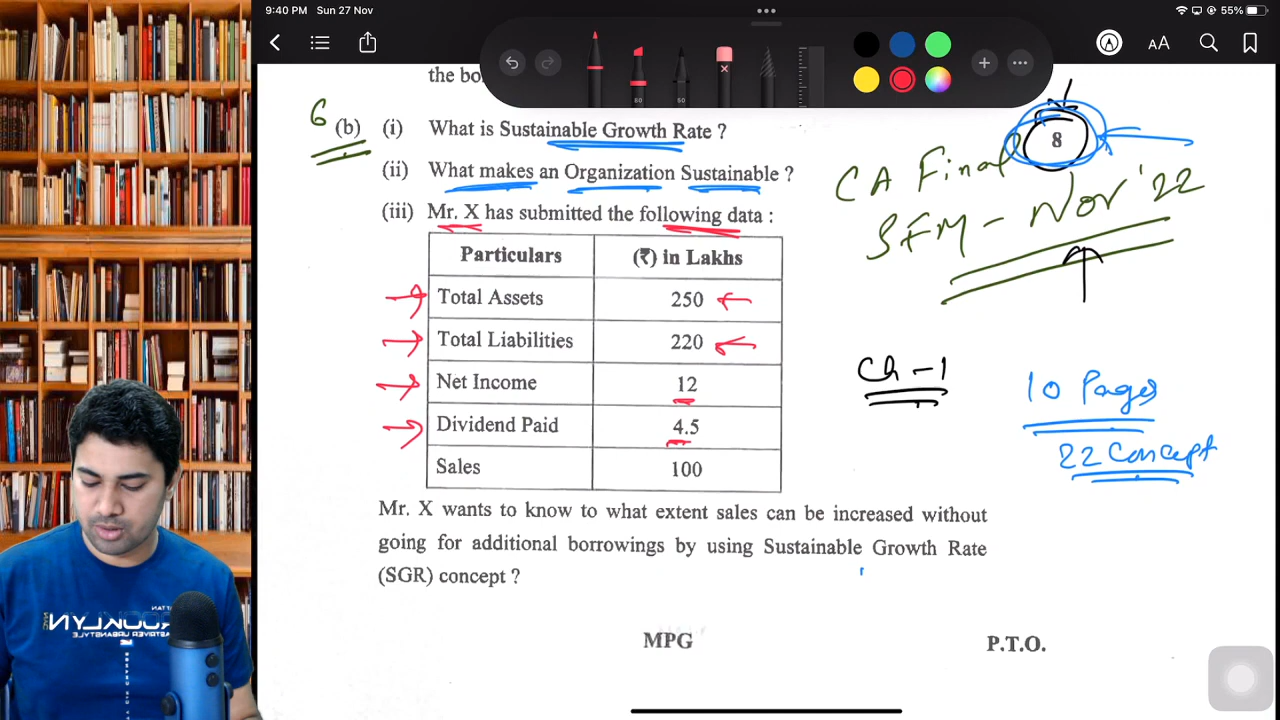 9:40 PM Sun 27 Nov
55%
AA
80
50
the bo
6 (b) (i) What is Sustainable Growth Rate ?
8
(ii) What makes an Organization Sustainable ?
CA Final
SFM - Nov'22
(iii) Mr. X has submitted the following data :
Particulars (₹) in Lakhs
Total Assets 250
Total Liabilities 220
Net Income 12
Dividend Paid 4.5
Sales 100
Ch-1
10 Pages
22 Concept
Mr. X wants to know to what extent sales can be increased without
going for additional borrowings by using Sustainable Growth Rate
(SGR) concept ?
MPG P.T.O.